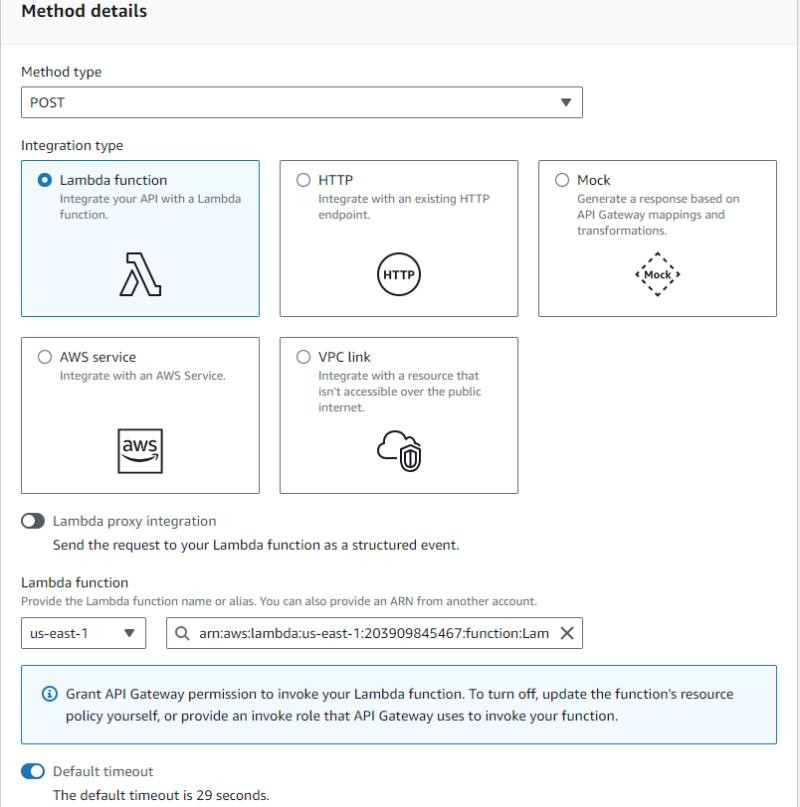 Method details
Method type
POST
Integration type
Lambda function
Integrate your API with a Lambda
function.
HTTP
Integrate with an existing HTTP
endpoint.
HTTP
Mock
Generate a response based on
API Gateway mappings and
transformations.
Mock
AWS service
Integrate with an AWS Service.
aws
VPC link
Integrate with a resource that
isn't accessible over the public
internet.
Lambda proxy integration
Send the request to your Lambda function as a structured event.
Lambda function
Provide the Lambda function name or alias. You can also provide an ARN from another account.
us-east-1
arn:aws:lambda:us-east-1:203909845467:function:Lam
Grant API Gateway permission to invoke your Lambda function. To turn off, update the function's resource
policy yourself, or provide an invoke role that API Gateway uses to invoke your function.
Default timeout
The default timeout is 29 seconds.